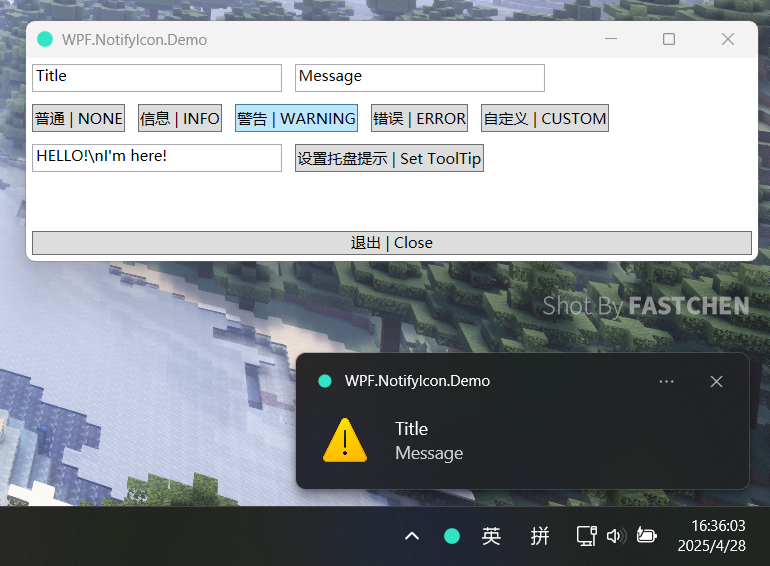 WPF.NotifyIcon.Demo
Title
Message
普通 | NONE
信息 | INFO
警告 | WARNING
错误 | ERROR
自定义 | CUSTOM
HELLO!\nI'm here!
设置托盘提示 | Set ToolTip
退出 | Close
Shot By FASTCHEN
WPF.NotifyIcon.Demo
Title
Message
英
拼
16:36:03
2025/4/28